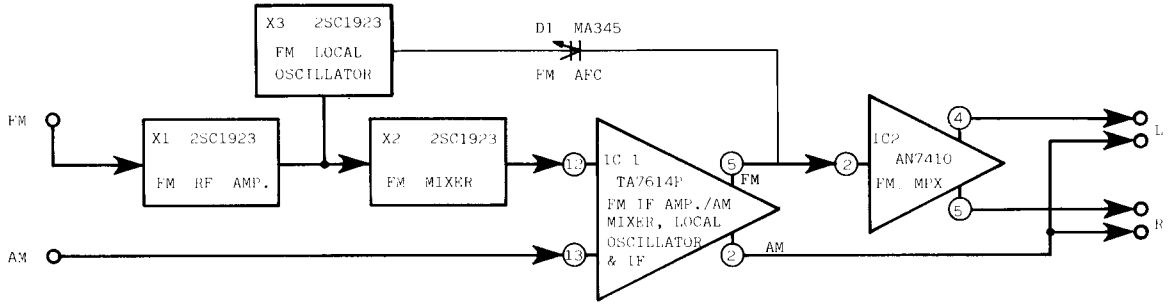 X3 2SC1923
FM LOCAL
OSCILLATOR
D1 MA345
FM AFC
FM
X1 2SC1923
FM RF AMP.
X2 2SC1923
FM MIXER
12
IC 1
TA7614P
FM IF AMP./AM
MIXER, LOCAL
OSCILLATOR
& IF
5
FM
2
IC2
AN7410
FM, MPX
4
5
L
R
AM
13
2
AM